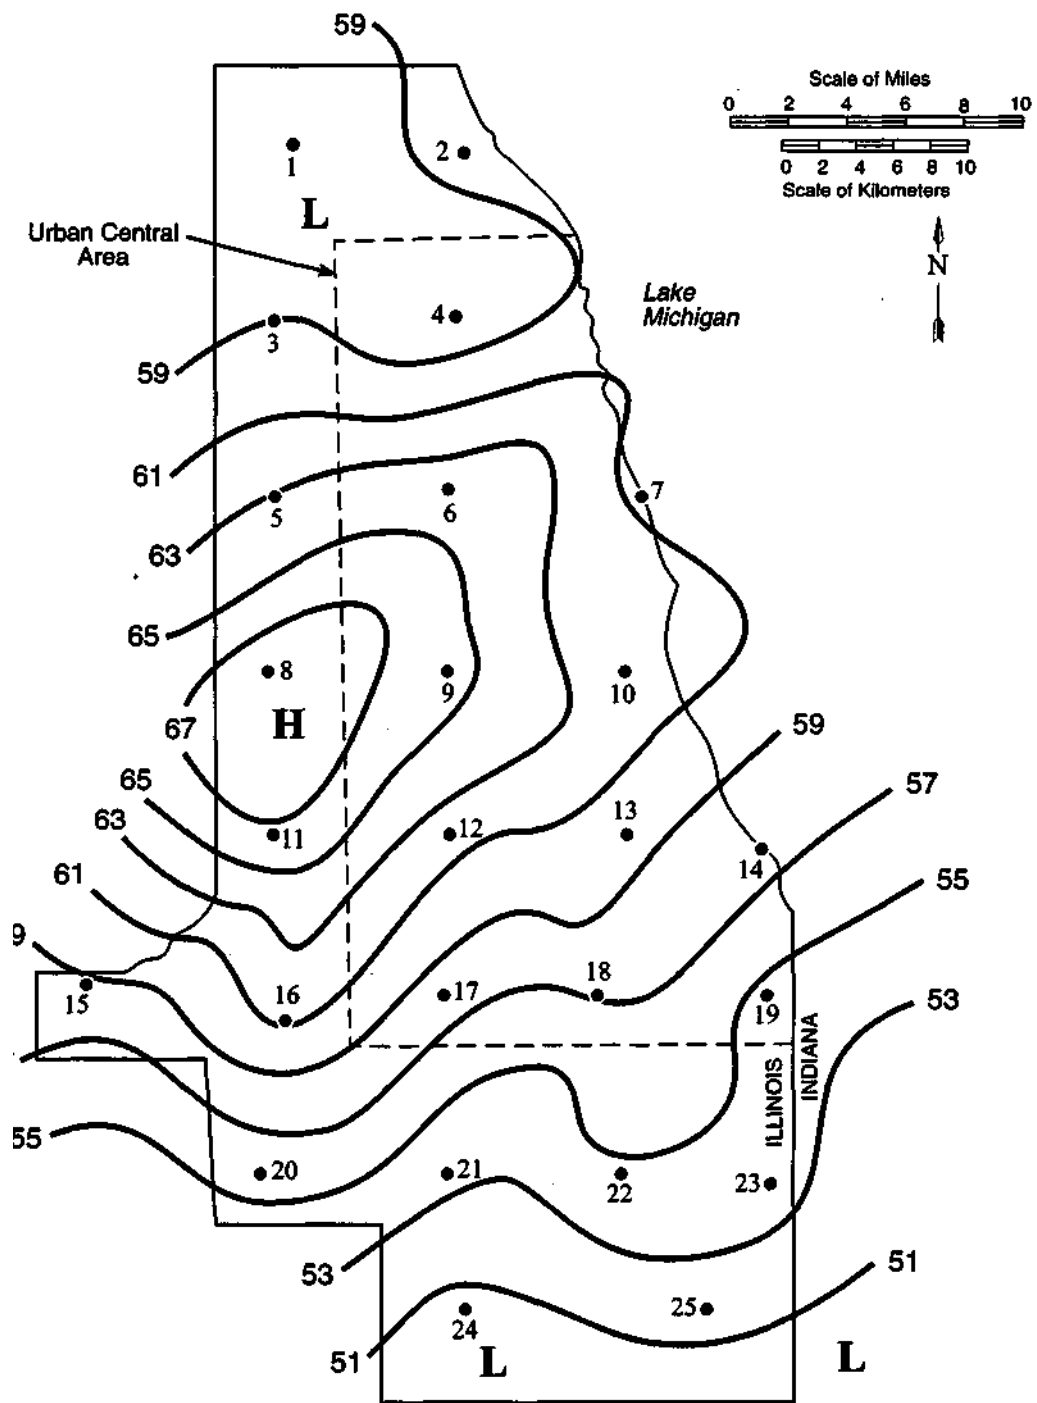 59
Scale of Miles
0 2 4 6 8 10
0 2 4 6 8 10
Scale of Kilometers
1
2
L
Urban Central
Area
N
Lake
Michigan
4
3
59
61
7
5
6
63
65
8
9
10
H
67
59
65
57
63
11
12
13
14
61
55
9
15
16
17
18
19
53
ILLINOIS
INDIANA
55
20
21
22
23
53
51
24
25
51
L
L